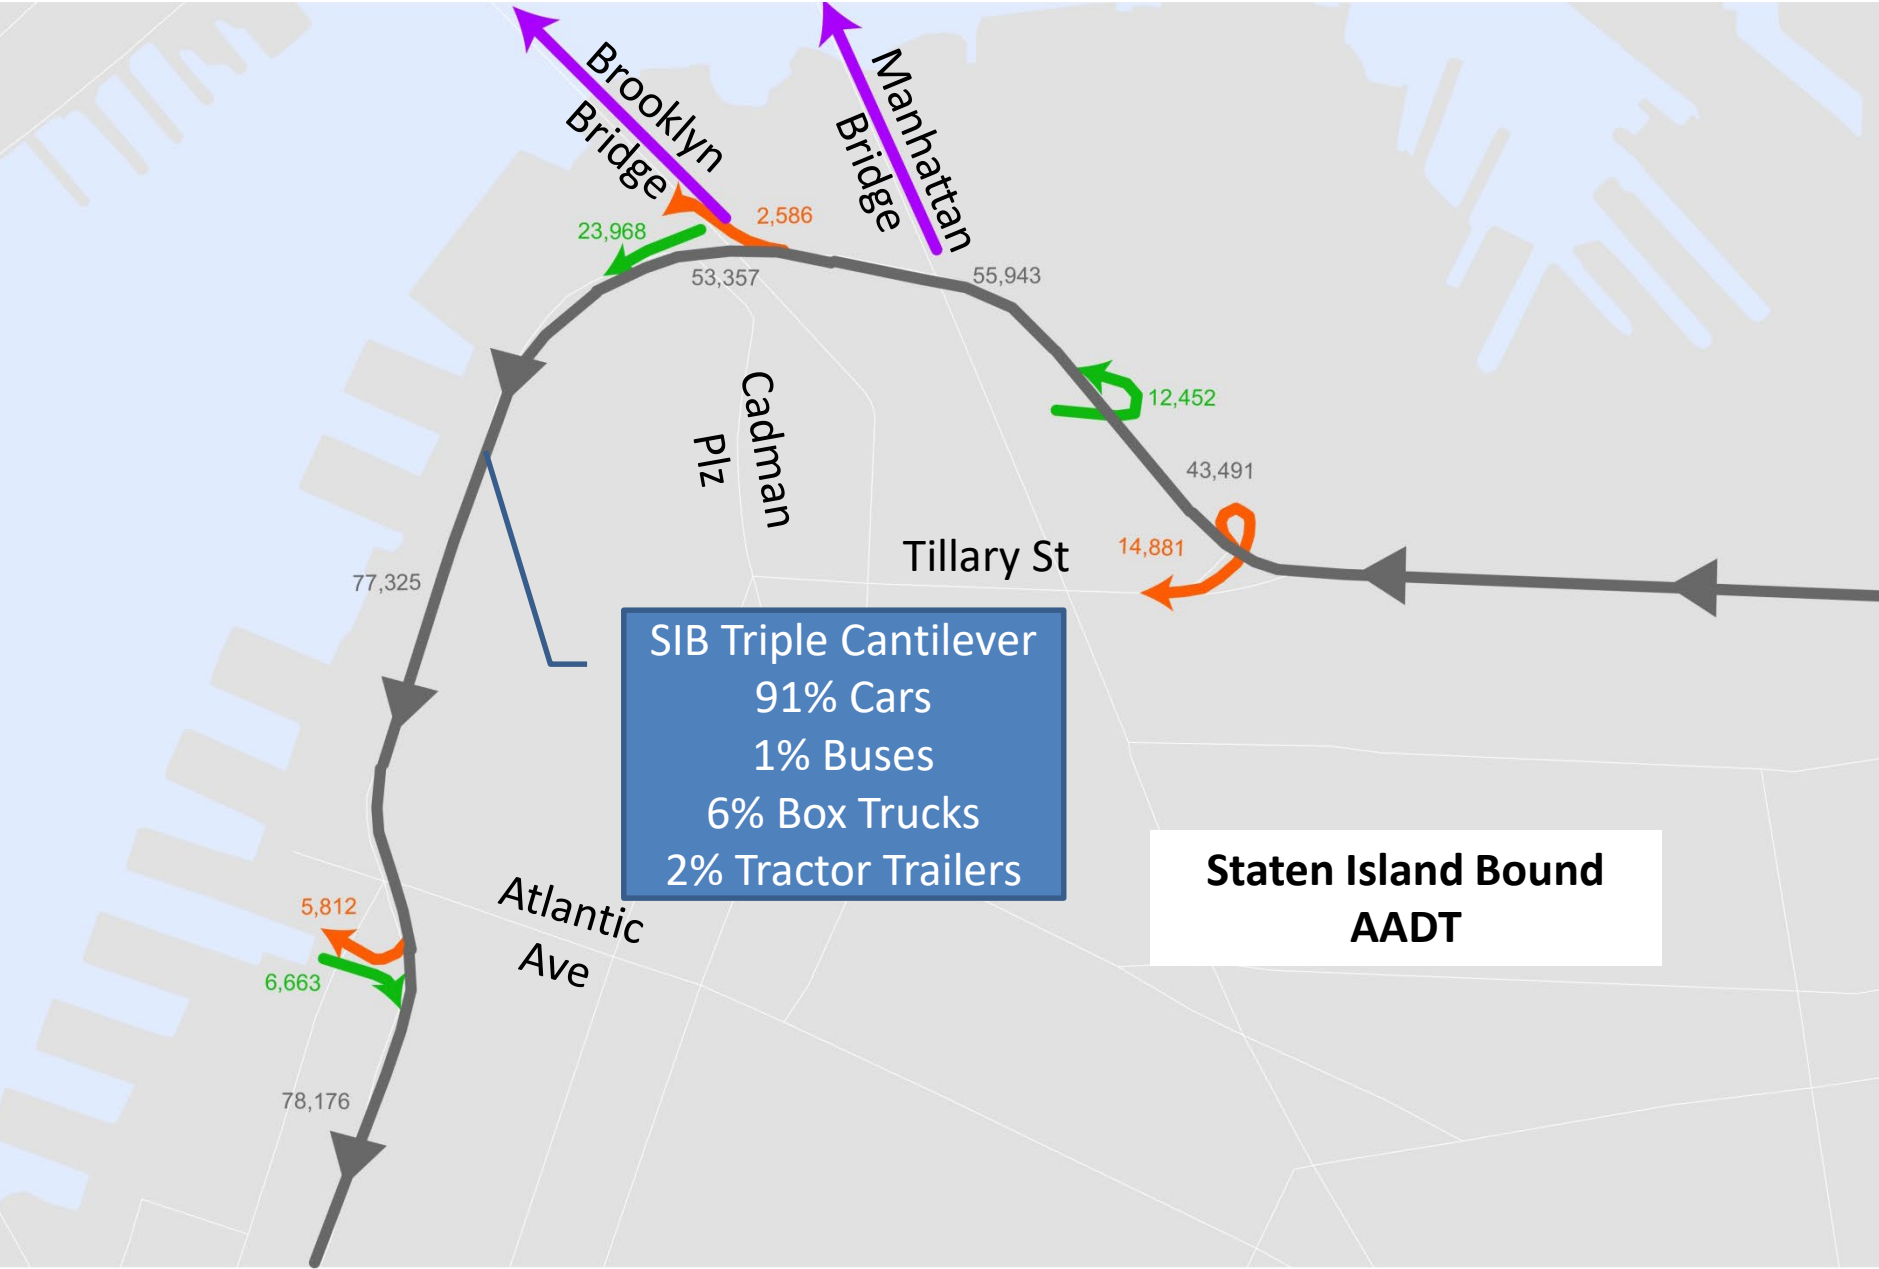 Brooklyn
Bridge
Manhattan
Bridge
2,586
23,968
53,357
55,943
12,452
43,491
Cadman
Plz
14,881
Tillary St
77,325
SIB Triple Cantilever
91% Cars
1% Buses
6% Box Trucks
2% Tractor Trailers
Staten Island Bound
AADT
Atlantic
Ave
5,812
6,663
78,176